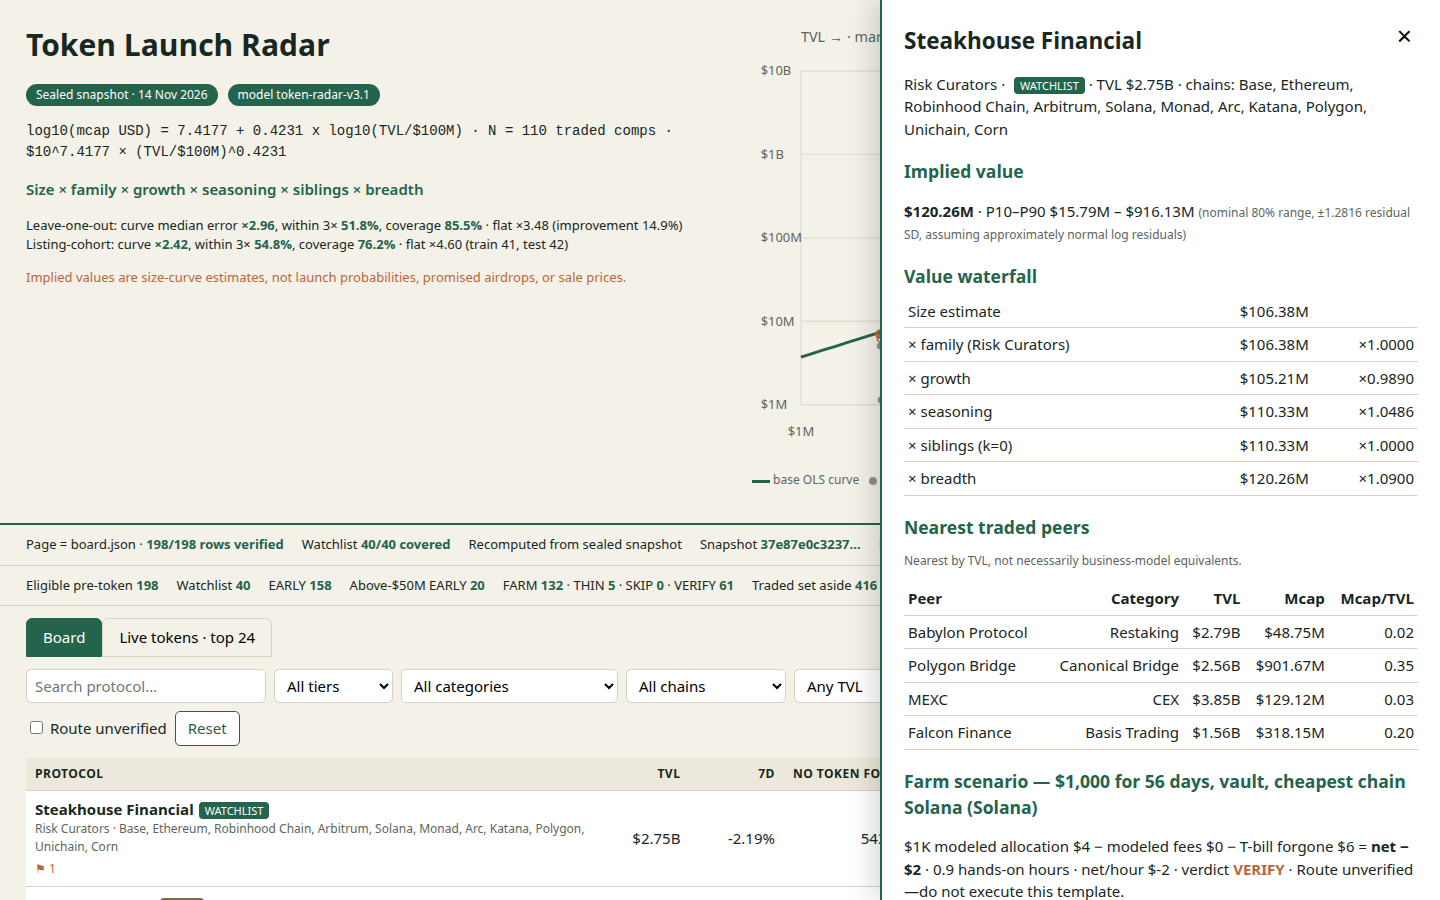 Token Launch Radar
Sealed snapshot · 14 Nov 2026
model token-radar-v3.1
log10(mcap USD) = 7.4177 + 0.4231 x log10(TVL/$100M) · N = 110 traded comps ·
$10^7.4177 × (TVL/$100M)^0.4231
Size × family × growth × seasoning × siblings × breadth
Leave-one-out: curve median error ×2.96, within 3× 51.8%, coverage 85.5% · flat ×3.48 (improvement 14.9%)
Listing-cohort: curve ×2.42, within 3× 54.8%, coverage 76.2% · flat ×4.60 (train 41, test 42)
Implied values are size-curve estimates, not launch probabilities, promised airdrops, or sale prices.
TVL → · mar
$10B
$1B
$100M
$10M
$1M
$1M
base OLS curve
Page = board.json · 198/198 rows verified Watchlist 40/40 covered Recomputed from sealed snapshot Snapshot 37e87e0c3237…
Eligible pre-token 198 Watchlist 40 EARLY 158 Above-$50M EARLY 20 FARM 132 · THIN 5 · SKIP 0 · VERIFY 61 Traded set aside 416
Board
Live tokens · top 24
Search protocol...
All tiers
All categories
All chains
Any TVL
Route unverified
Reset
PROTOCOL TVL 7D NO TOKEN FO
Steakhouse Financial WATCHLIST
Risk Curators · Base, Ethereum, Robinhood Chain, Arbitrum, Solana, Monad, Arc, Katana, Polygon,
Unichain, Corn
⚑ 1
$2.75B -2.19% 543
Steakhouse Financial
✕
Risk Curators · WATCHLIST · TVL $2.75B · chains: Base, Ethereum,
Robinhood Chain, Arbitrum, Solana, Monad, Arc, Katana, Polygon,
Unichain, Corn
Implied value
$120.26M · P10–P90 $15.79M – $916.13M (nominal 80% range, ±1.2816 residual
SD, assuming approximately normal log residuals)
Value waterfall
Size estimate $106.38M
× family (Risk Curators) $106.38M ×1.0000
× growth $105.21M ×0.9890
× seasoning $110.33M ×1.0486
× siblings (k=0) $110.33M ×1.0000
× breadth $120.26M ×1.0900
Nearest traded peers
Nearest by TVL, not necessarily business-model equivalents.
Peer Category TVL Mcap Mcap/TVL
Babylon Protocol Restaking $2.79B $48.75M 0.02
Polygon Bridge Canonical Bridge $2.56B $901.67M 0.35
MEXC CEX $3.85B $129.12M 0.03
Falcon Finance Basis Trading $1.56B $318.15M 0.20
Farm scenario — $1,000 for 56 days, vault, cheapest chain
Solana (Solana)
$1K modeled allocation $4 − modeled fees $0 − T-bill forgone $6 = net −
$2 · 0.9 hands-on hours · net/hour $-2 · verdict VERIFY · Route unverified
—do not execute this template.